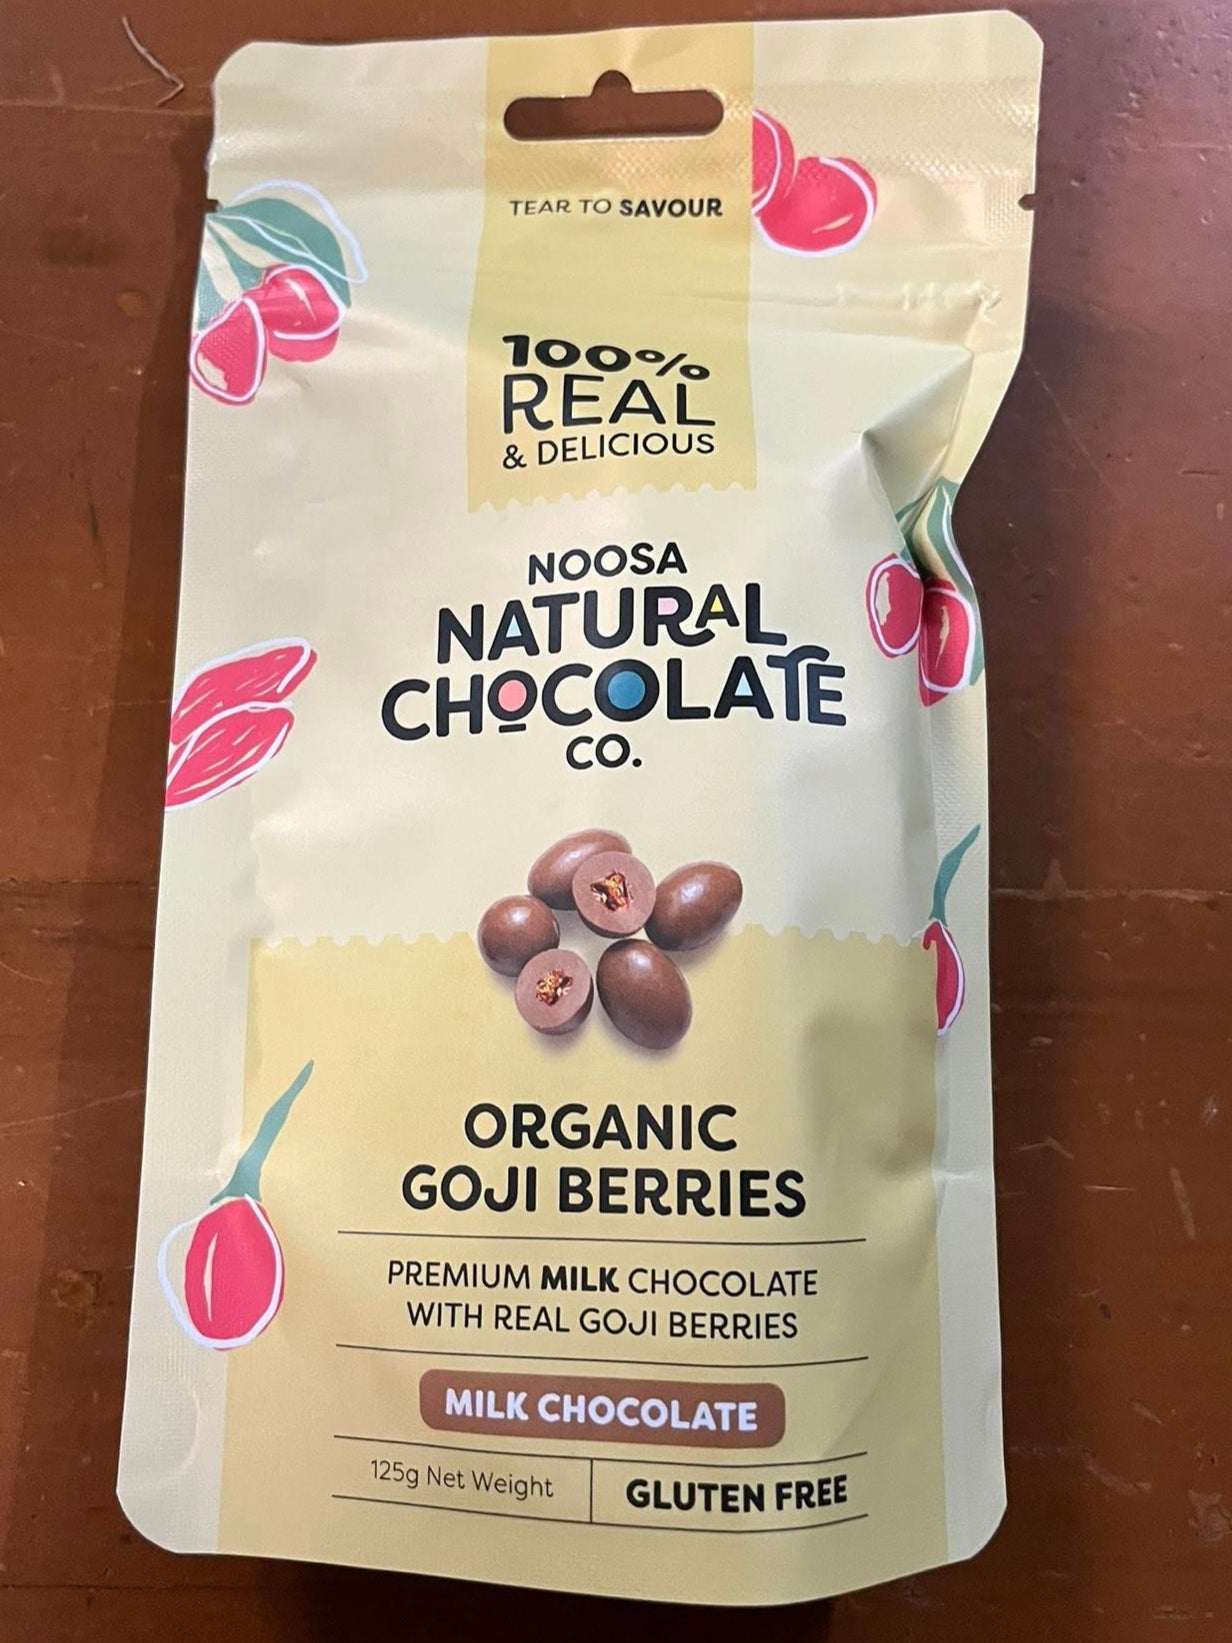 TEAR TO SAVOUR
100%
REAL
& DELICIOUS
NOOSA
NATURAL
CHOCOLATE
CO.
ORGANIC
GOJI BERRIES
PREMIUM MILK CHOCOLATE
WITH REAL GOJI BERRIES
MILK CHOCOLATE
125g Net Weight
GLUTEN FREE